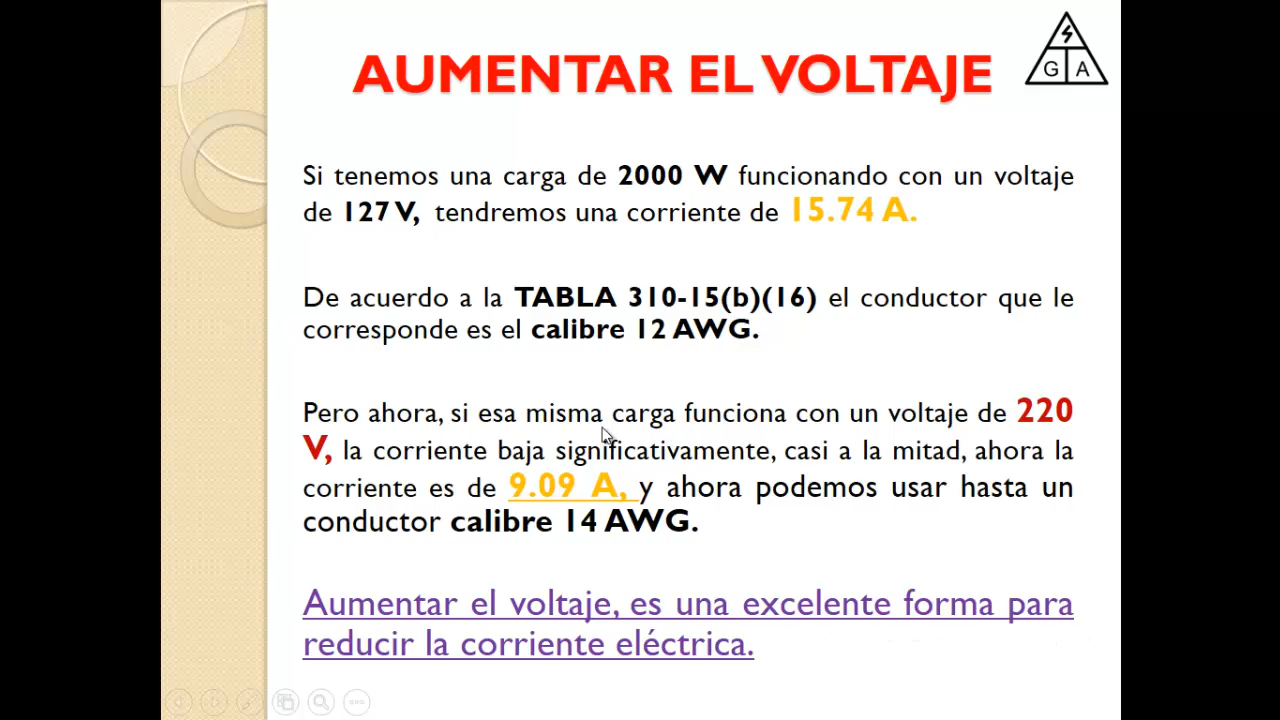 AUMENTAR EL VOLTAJE
G A
Si tenemos una carga de 2000 W funcionando con un voltaje
de 127 V, tendremos una corriente de 15.74 A.
De acuerdo a la TABLA 310-15(b)(16) el conductor que le
corresponde es el calibre 12 AWG.
Pero ahora, si esa misma carga funciona con un voltaje de 220
V, la corriente baja significativamente, casi a la mitad, ahora la
corriente es de 9.09 A, y ahora podemos usar hasta un
conductor calibre 14 AWG.
Aumentar el voltaje, es una excelente forma para
reducir la corriente eléctrica.